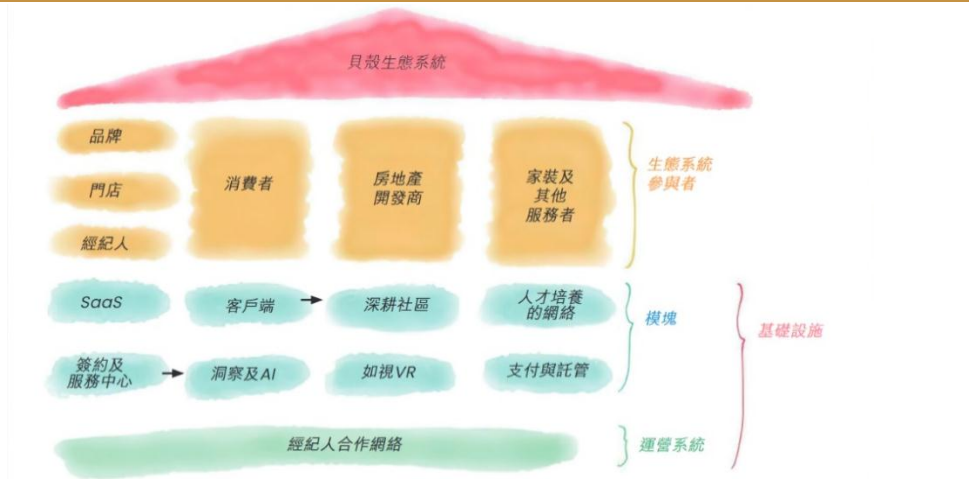 貝殼生態系統
品牌
門店
經紀人
消費者
房地產
開發商
家裝及
其他
服務者
生態系統
參與者
SaaS
客戶端
深耕社區
人才培養
的網絡
簽約及
服務中心
洞察及AI
如視VR
支付與託管
模塊
基礎設施
經紀人合作網絡
運營系統